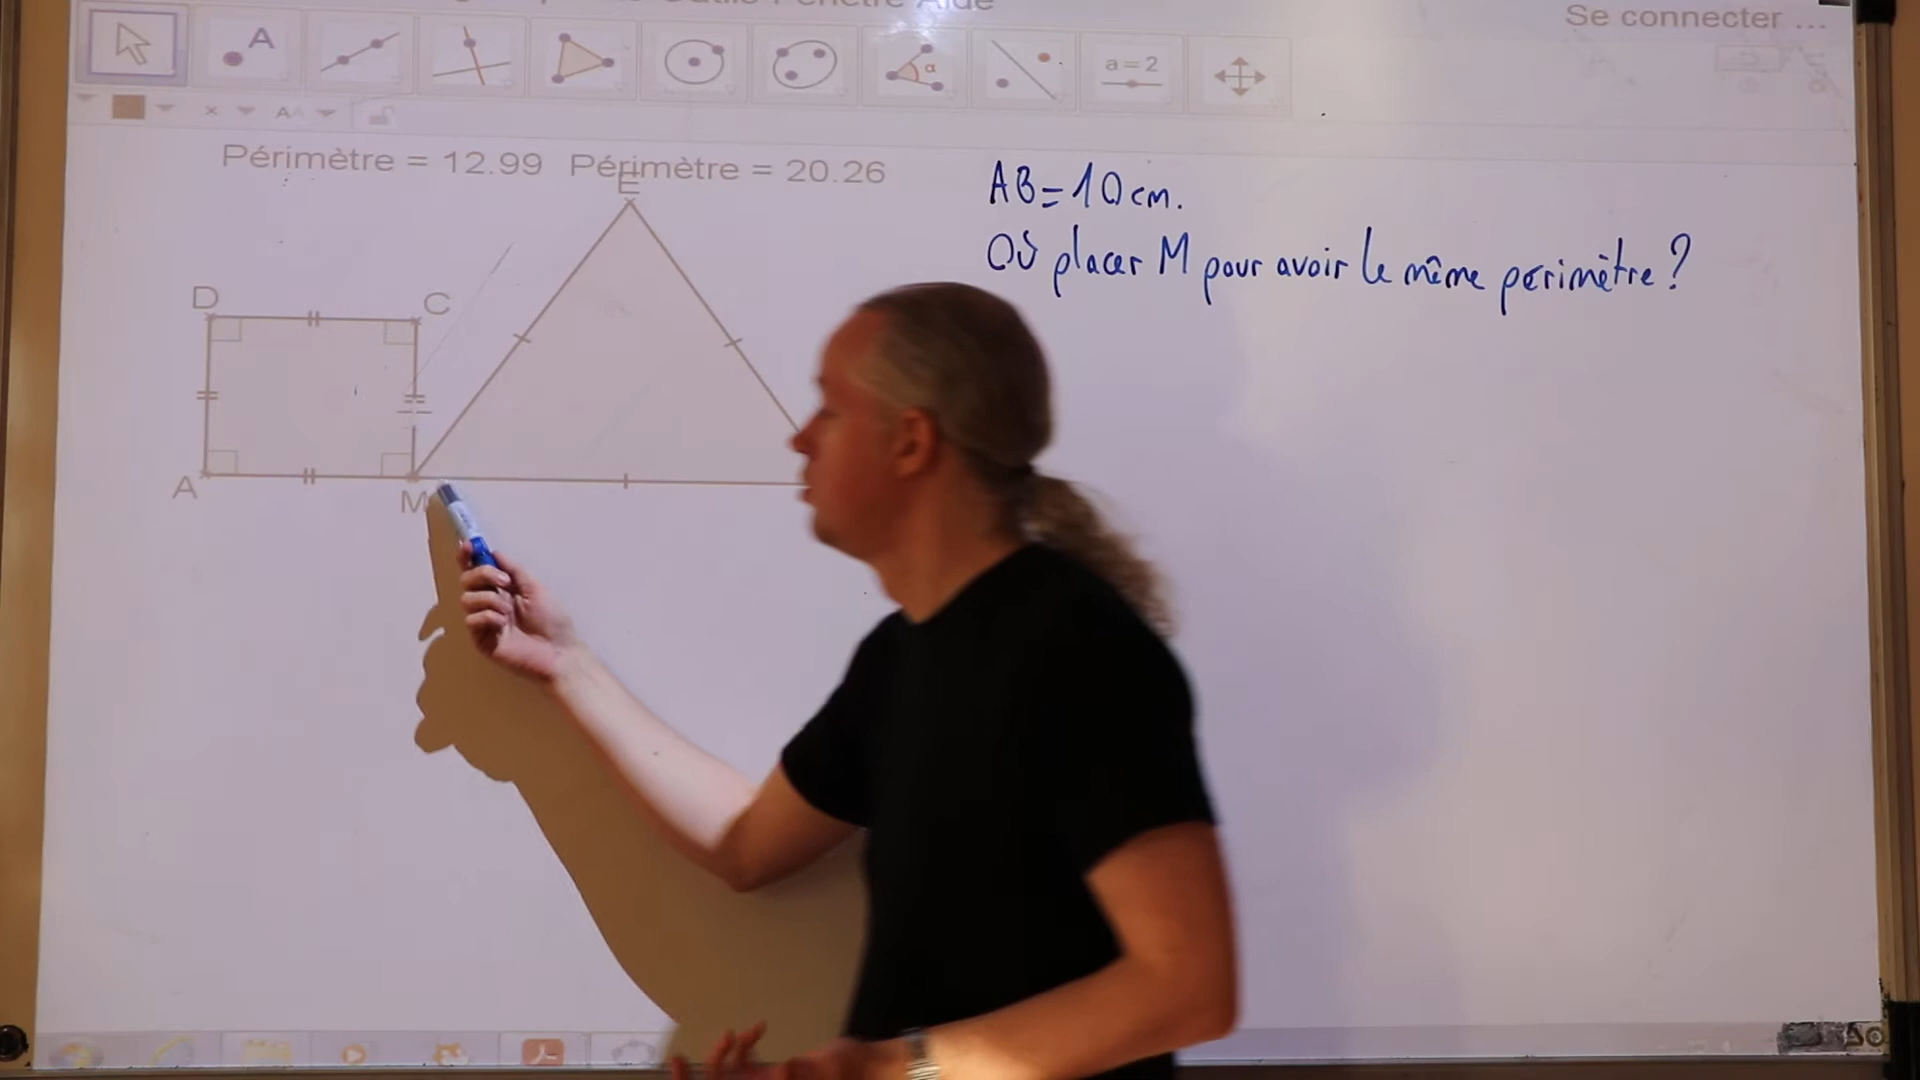 Se connecter ...
A
α
a = 2
Périmètre = 12.99 Périmètre = 20.26
E
AB = 10 cm.
Où placer M pour avoir le même périmètre ?
D
C
A
M